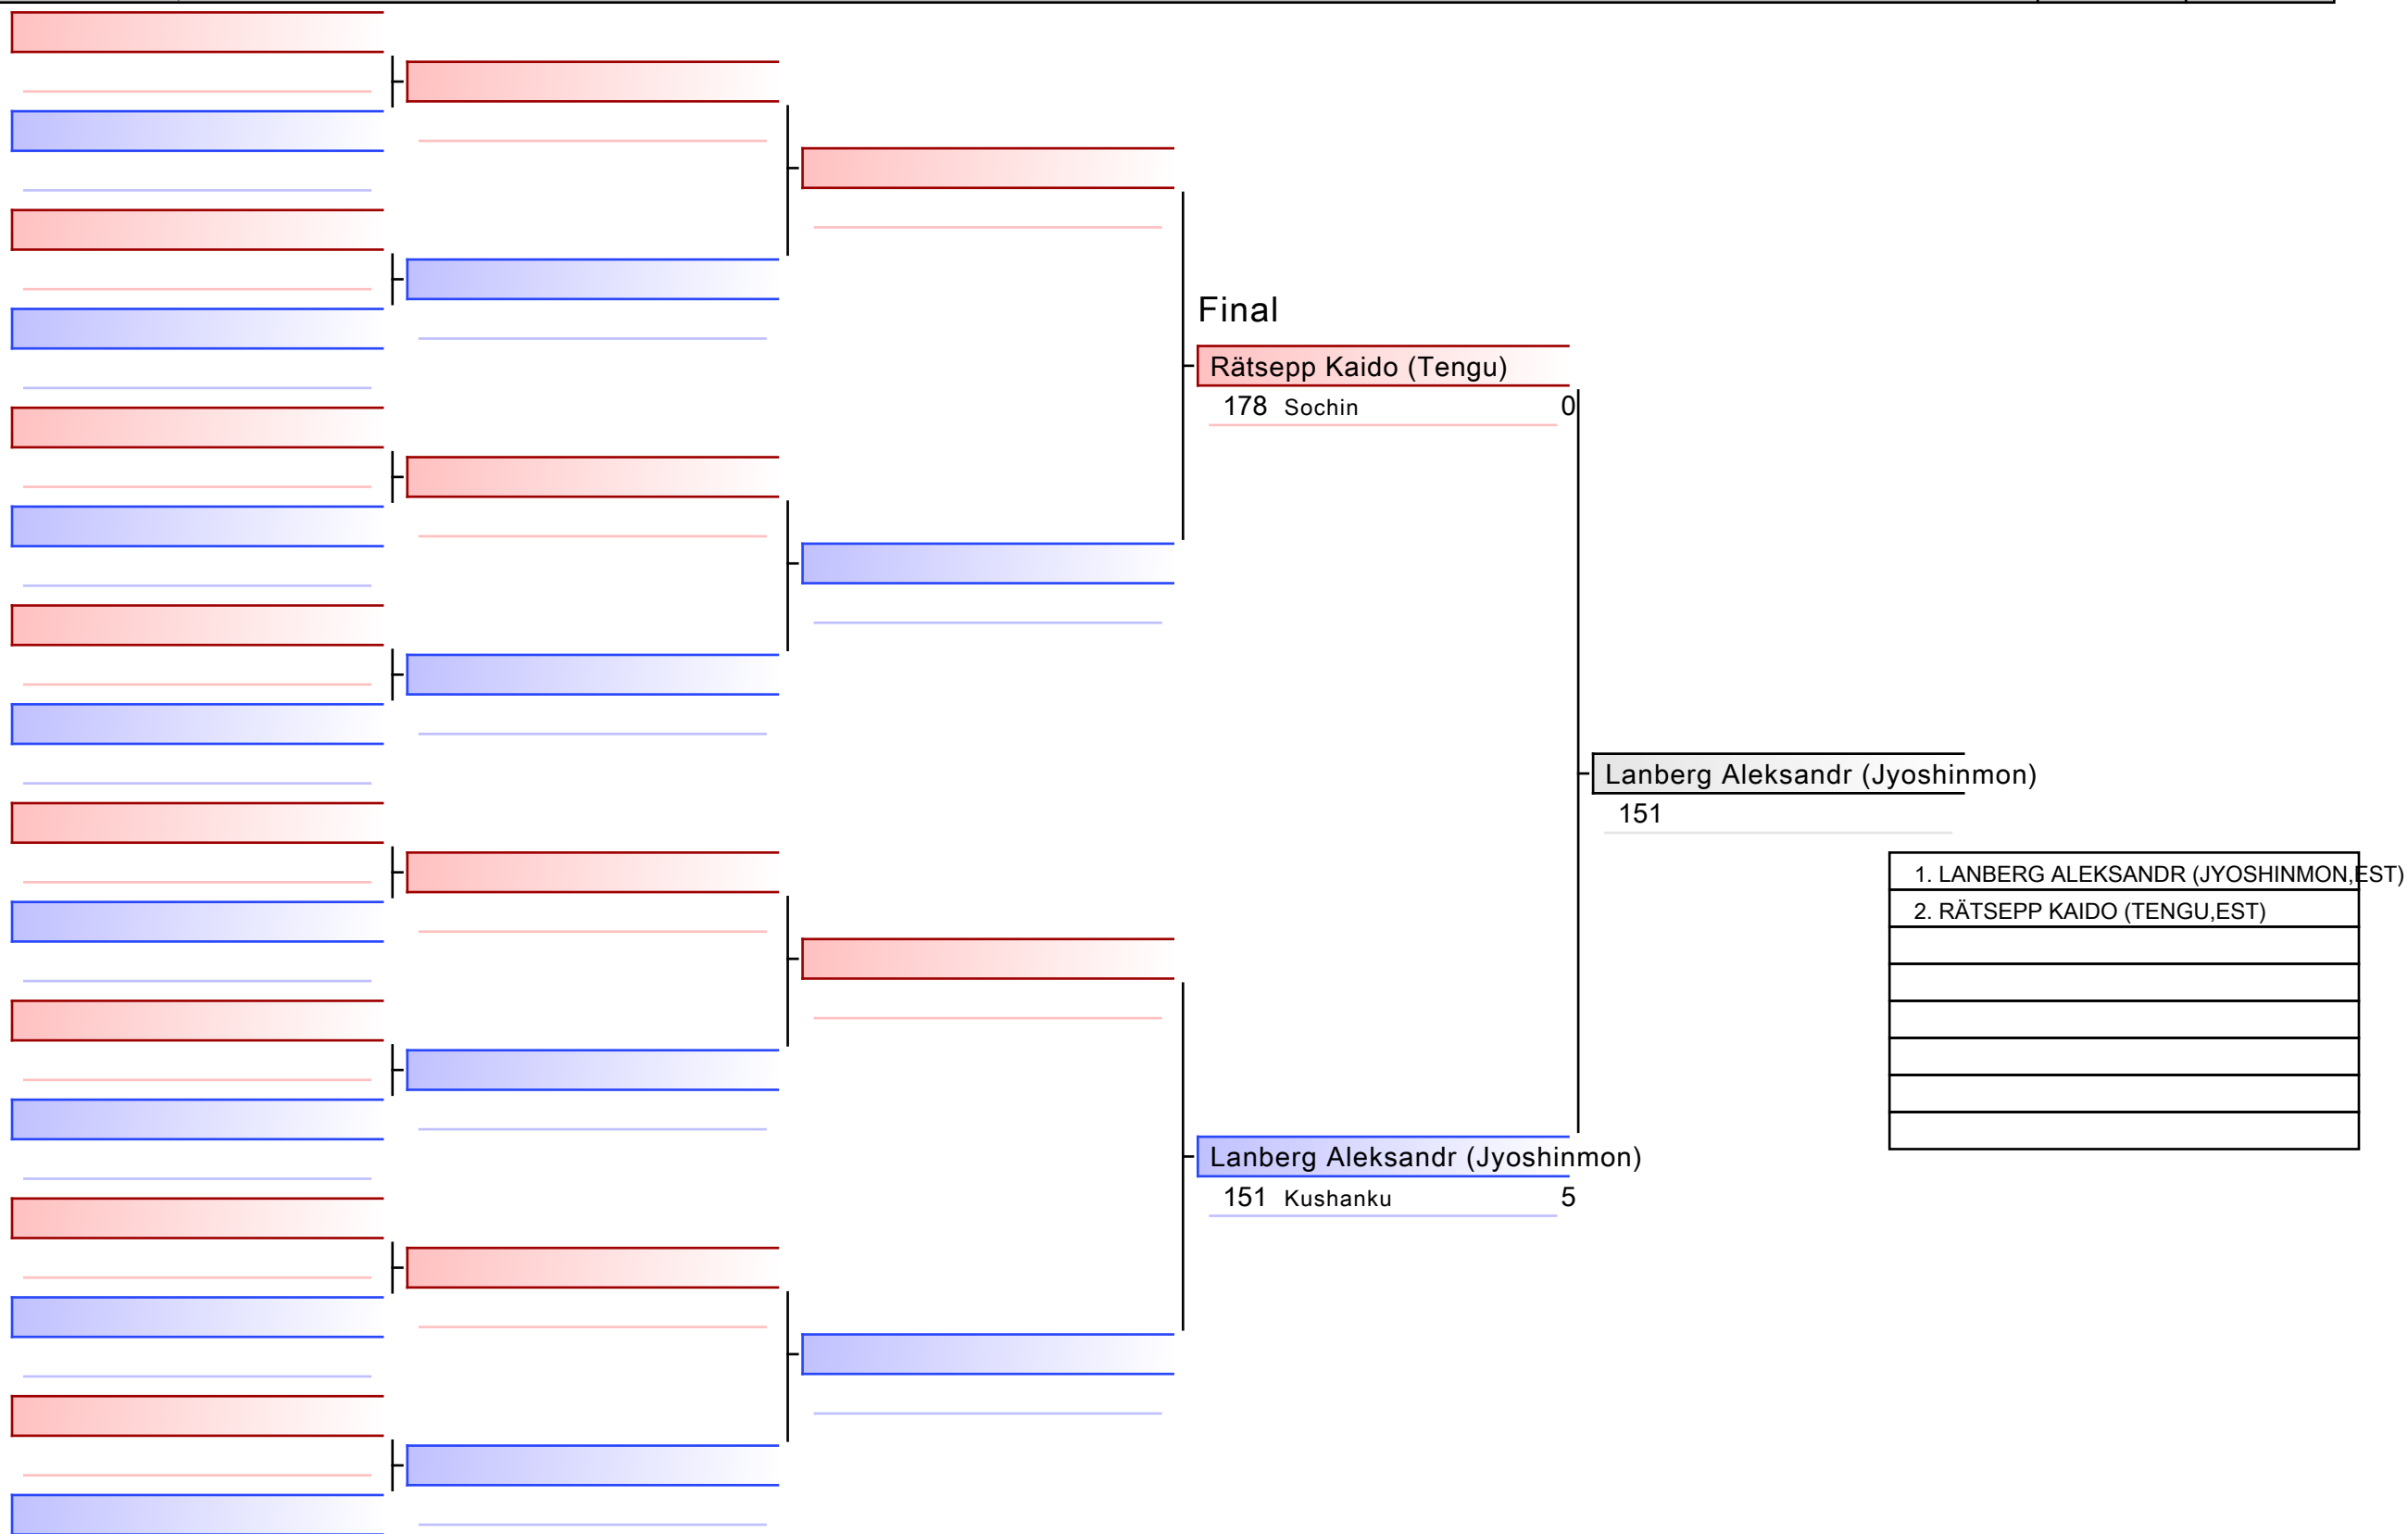 Final
Rätsepp Kaido (Tengu)
178 Sochin 0
Lanberg Aleksandr (Jyoshinmon)
151
1. LANBERG ALEKSANDR (JYOSHINMON,EST)
2. RÄTSEPP KAIDO (TENGU,EST)
Lanberg Aleksandr (Jyoshinmon)
151 Kushanku 5